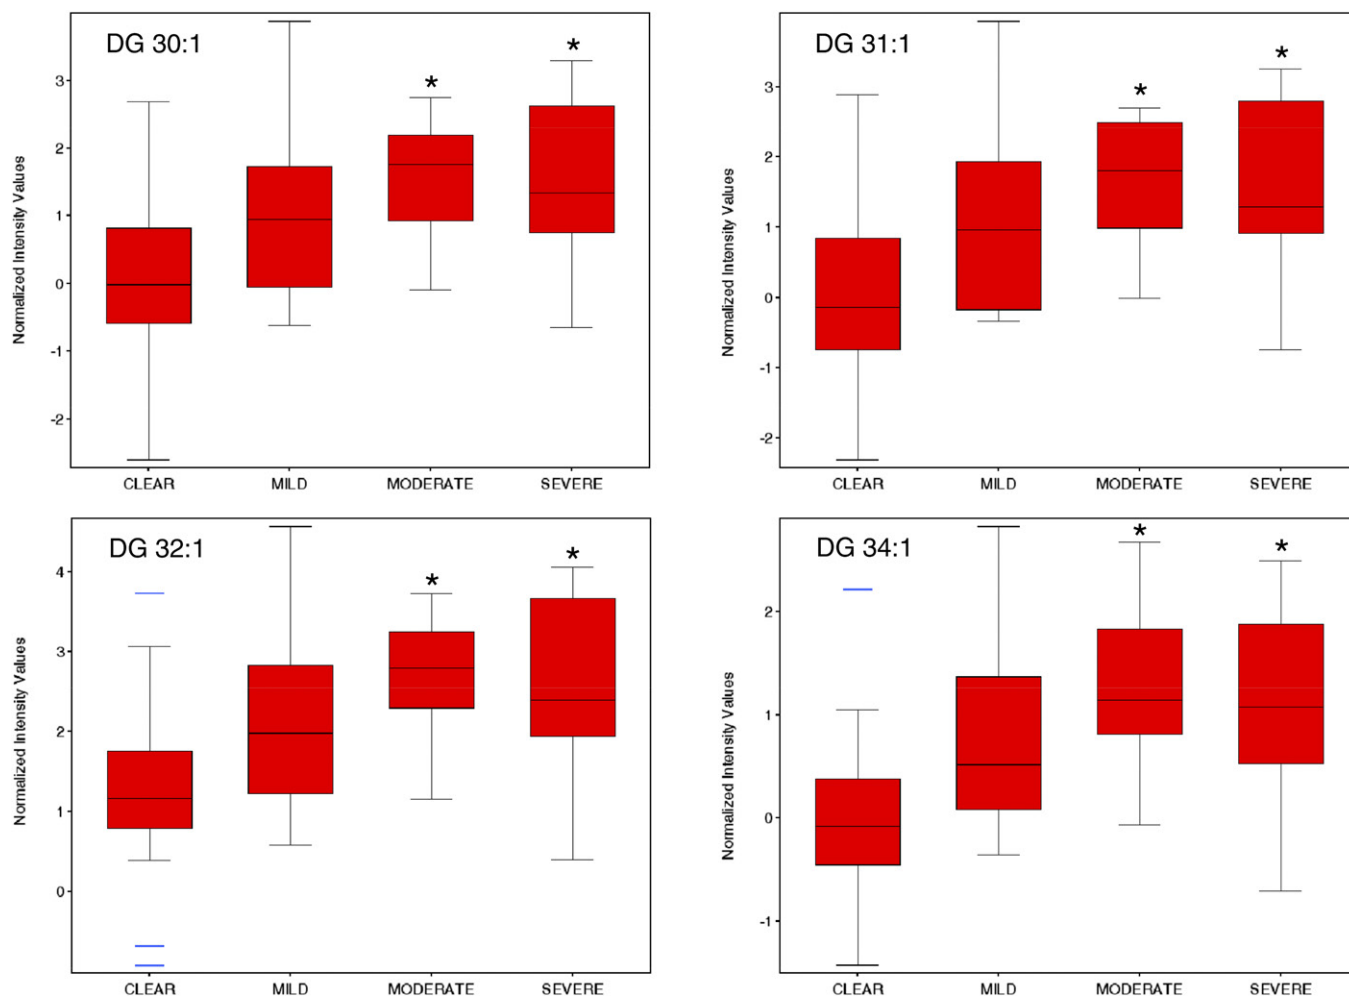 DG 30:1
*
*
Normalized Intensity Values
3
2
1
0
-1
-2
CLEAR MILD MODERATE SEVERE
DG 31:1
*
*
Normalized Intensity Values
3
2
1
0
-1
-2
CLEAR MILD MODERATE SEVERE
DG 32:1
*
*
Normalized Intensity Values
4
3
2
1
0
CLEAR MILD MODERATE SEVERE
DG 34:1
*
*
Normalized Intensity Values
2
1
0
-1
CLEAR MILD MODERATE SEVERE